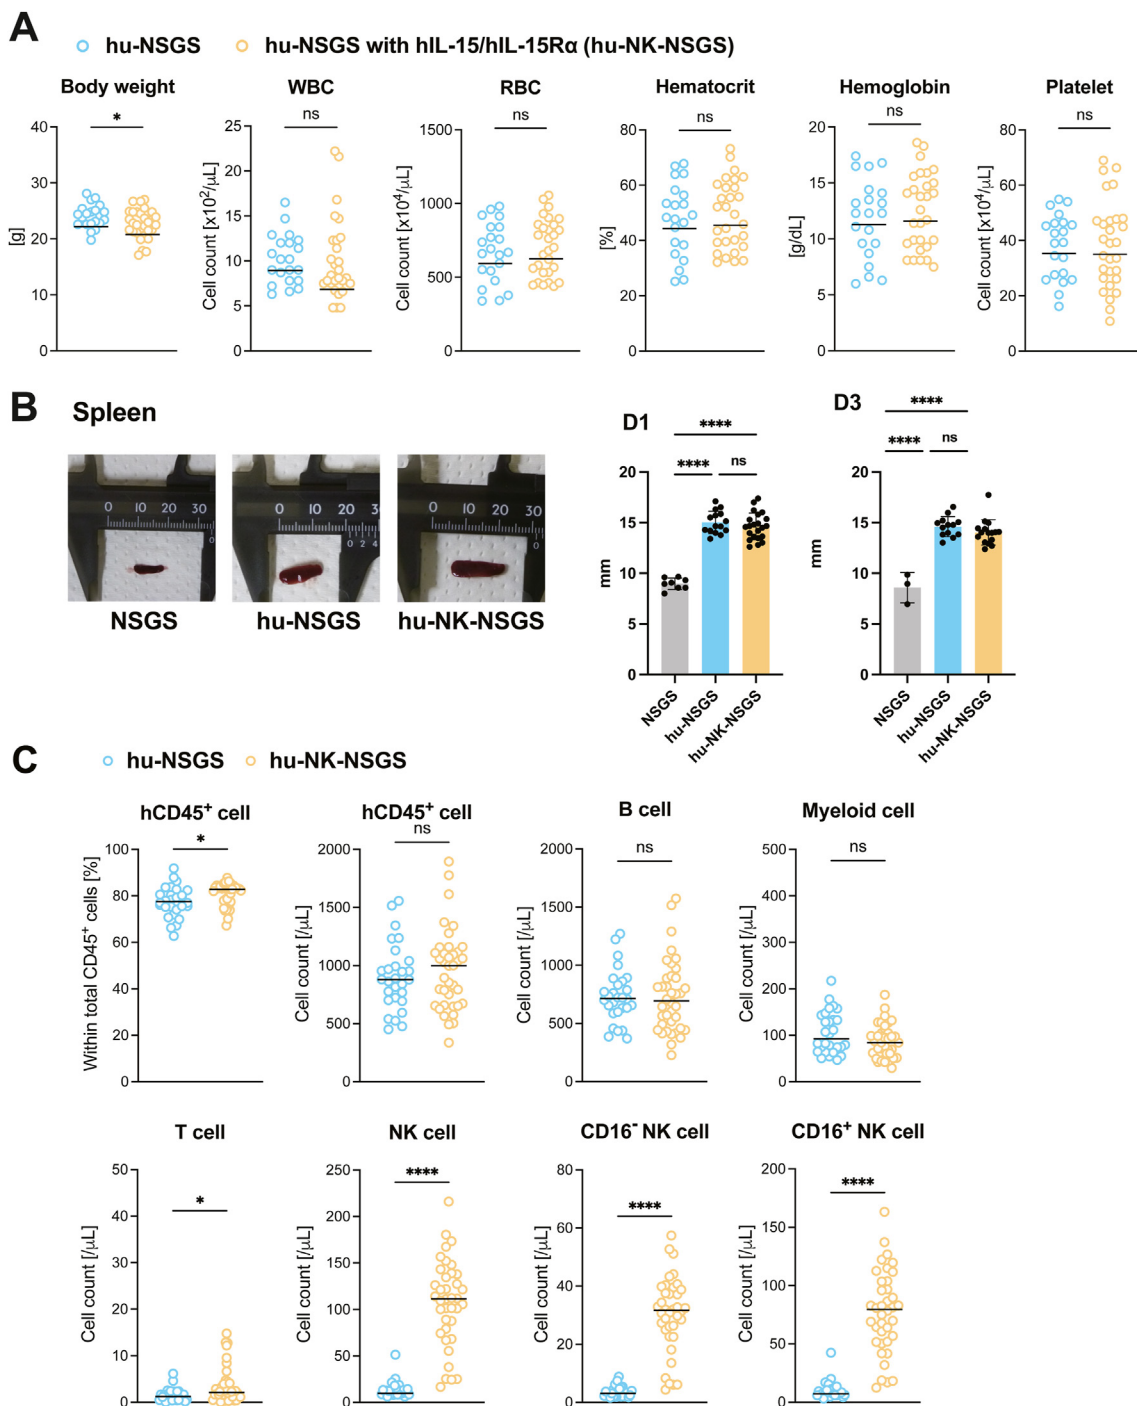 A
hu-NSGS hu-NSGS with hIL-15/hIL-15Rα (hu-NK-NSGS)
Body weight WBC RBC Hematocrit Hemoglobin Platelet
* ns ns ns ns ns
[g] Cell count [x10²/μL] Cell count [x10⁴/μL] [%] [g/dL] Cell count [x10⁴/μL]
40 30 20 10 0
25 20 15 10 5 0
1500 1000 500 0
80 60 40 20 0
20 15 10 5 0
80 60 40 20 0
B Spleen
0 10 20 30 0
0 10 20 30 0 2 4
0 10 20 30 0
NSGS hu-NSGS hu-NK-NSGS
D1
****
**** ns
mm
20 15 10 5 0
NSGS hu-NSGS hu-NK-NSGS
D3
****
**** ns
mm
20 15 10 5 0
NSGS hu-NSGS hu-NK-NSGS
C hu-NSGS hu-NK-NSGS
hCD45⁺ cell hCD45⁺ cell B cell Myeloid cell
* ns ns ns
Within total CD45⁺ cells [%] Cell count [/μL] Cell count [/μL] Cell count [/μL]
100 80 60 40 20 0
2000 1500 1000 500 0
2000 1500 1000 500 0
500 400 300 200 100 0
T cell NK cell CD16⁻ NK cell CD16⁺ NK cell
* **** **** ****
Cell count [/μL] Cell count [/μL] Cell count [/μL] Cell count [/μL]
50 40 30 20 10 0
250 200 150 100 50 0
80 60 40 20 0
200 150 100 50 0